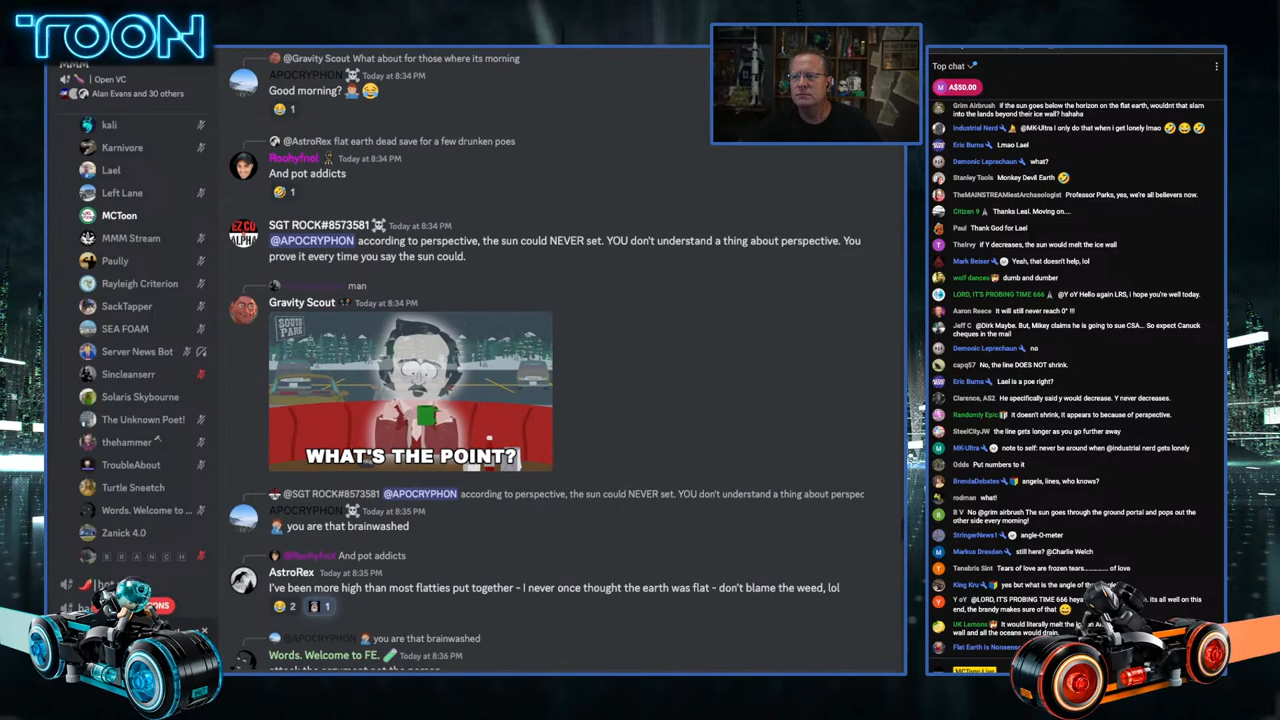 TOON
Open VC
Alan Evans and 30 others
kali
Karnivore
Lael
Left Lane
MCToon
MMM Stream
Paully
Rayleigh Criterion
SackTapper
SEA FOAM
Server News Bot
Sincleanserr
Solaris Skybourne
The Unknown Poet!
thehammer
TroubleAbout
Turtle Sneetch
Words. Welcome to ...
Zanick 4.0
B R A N C H
@Gravity Scout What about for those where its morning
APOCRYPHON Today at 8:34 PM
Good morning? 🤦🏼‍♂️ 😂
😂 1
@AstroRex flat earth dead save for a few drunken poes
Roohyfnol Today at 8:34 PM
And pot addicts
🤣 1
EZ CO
ALPHA
SGT ROCK#8573581 ☠ Today at 8:34 PM
@APOCRYPHON according to perspective, the sun could NEVER set. YOU don't understand a thing about perspective. You
prove it every time you say the sun could.
man
Gravity Scout Today at 8:34 PM
SOUTH
PARK
WHAT'S THE POINT?
@SGT ROCK#8573581 @APOCRYPHON according to perspective, the sun could NEVER set. YOU don't understand a thing about perspec
APOCRYPHON Today at 8:35 PM
you are that brainwashed
@Roohyfnol And pot addicts
AstroRex Today at 8:35 PM
I've been more high than most flatties put together - I never once thought the earth was flat - don't blame the weed, lol
😂 2 1
@APOCRYPHON you are that brainwashed
Words. Welcome to FE. Today at 8:36 PM
Top chat
M A$50.00
Grim Airbrush if the sun goes below the horizon on the flat earth, wouldnt that slam
into the lands beyond their ice wall? hahaha
Industrial Nerd @MK-Ultra I only do that when i get lonely lmao 🤣 😂 🤣
Eric Burns Lmao Lael
Demonic Leprechaun what?
Stanley Tools Monkey Devil Earth 🤣
TheMAINSTREAMiestArchaeologist Professor Parks, yes, we're all believers now.
Citizen 9 Thanks Leal. Moving on....
Paul Thank God for Lael
T TheIrvy if Y decreases, the sun would melt the ice wall
Mark Beiser Yeah, that doesn't help, lol
wolf dances dumb and dumber
LORD, IT'S PROBING TIME 666 @Y oY Hello again LRS, i hope you're well today.
Aaron Reece It will still never reach 0° !!!
Jeff C @Dirk Maybe. But, Mikey claims he is going to sue CSA... So expect Canuck
cheques in the mail
Demonic Leprechaun no
capq57 No, the line DOES NOT shrink.
Eric Burns Lael is a poe right?
Clarence, AS2 He specifically said y would decrease. Y never decreases.
Randomly Epic it doesn't shrink, it appears to because of perspective.
SteelCityJW the line gets longer as you go further away
MK-Ultra note to self: never be around when @industrial nerd gets lonely
Odds Put numbers to it
BrendaDebates angels, lines, who knows?
rodman what!
B B V No @grim airbrush The sun goes through the ground portal and pops out the
other side every morning!
StringerNews1 angle-O-meter
M Markus Dresden still here? @Charlie Welch
Tenebris Sint Tears of love are frozen tears............... of love
King Kru yes but what is the angle of the
Y Y oY @LORD, IT'S PROBING TIME 666 heya its all well on this
end, the brandy makes sure of that 😄
UK Lemons It would literally melt the
wall and all the oceans would drain.
Flat Earth is Nonsense
MCToon Live